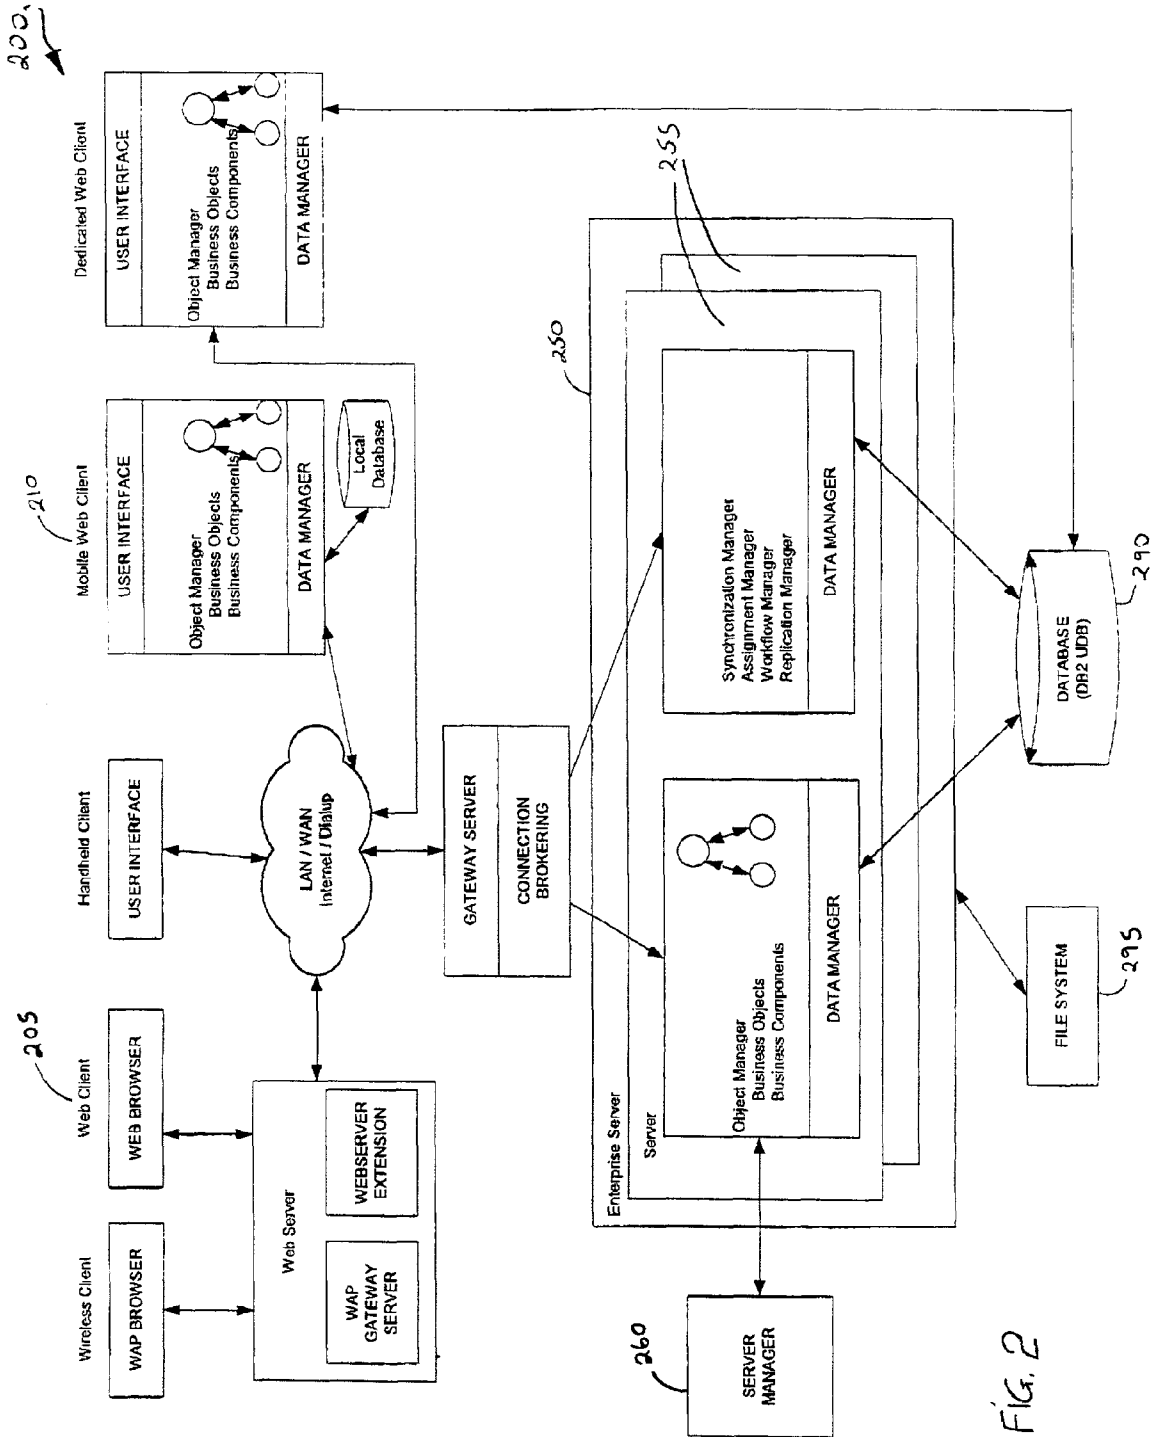 200
Wireless Client
WAP BROWSER
Web Client
205
WEB BROWSER
Handheld Client
USER INTERFACE
Mobile Web Client
210
USER INTERFACE
Object Manager
Business Objects
Business Components
DATA MANAGER
Local
Database
Dedicated Web Client
USER INTERFACE
Object Manager
Business Objects
Business Components
DATA MANAGER
Web Server
WAP
GATEWAY
SERVER
WEBSERVER
EXTENSION
LAN / WAN
Internet / Dialup
GATEWAY SERVER
CONNECTION
BROKERING
250
255
Enterprise Server
Server
Object Manager
Business Objects
Business Components
DATA MANAGER
Synchronization Manager
Assignment Manager
Workflow Manager
Replication Manager
DATA MANAGER
260
SERVER
MANAGER
FILE SYSTEM
295
DATABASE
(DB2 UDB)
290
FIG. 2